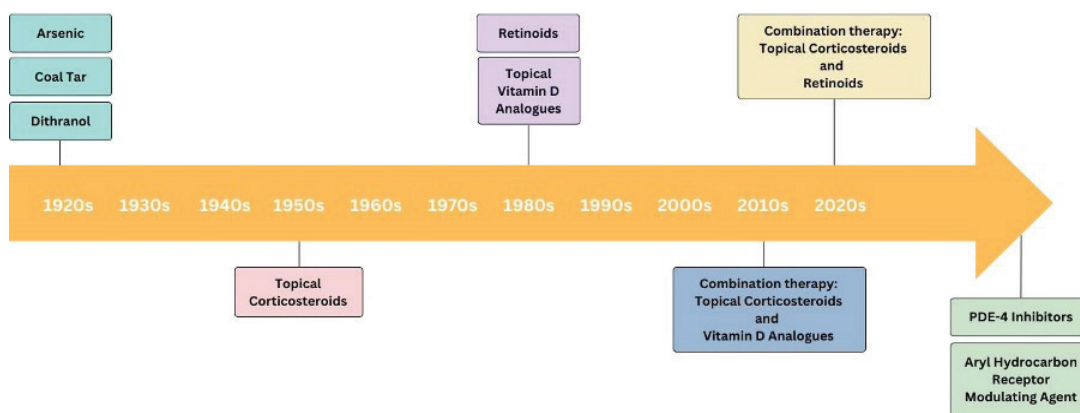 Arsenic
Coal Tar
Dithranol
Retinoids
Topical
Vitamin D
Analogues
Combination therapy:
Topical Corticosteroids
and
Retinoids
1920s 1930s 1940s 1950s 1960s 1970s 1980s 1990s 2000s 2010s 2020s
Topical
Corticosteroids
Combination therapy:
Topical Corticosteroids
and
Vitamin D Analogues
PDE-4 Inhibitors
Aryl Hydrocarbon
Receptor
Modulating Agent